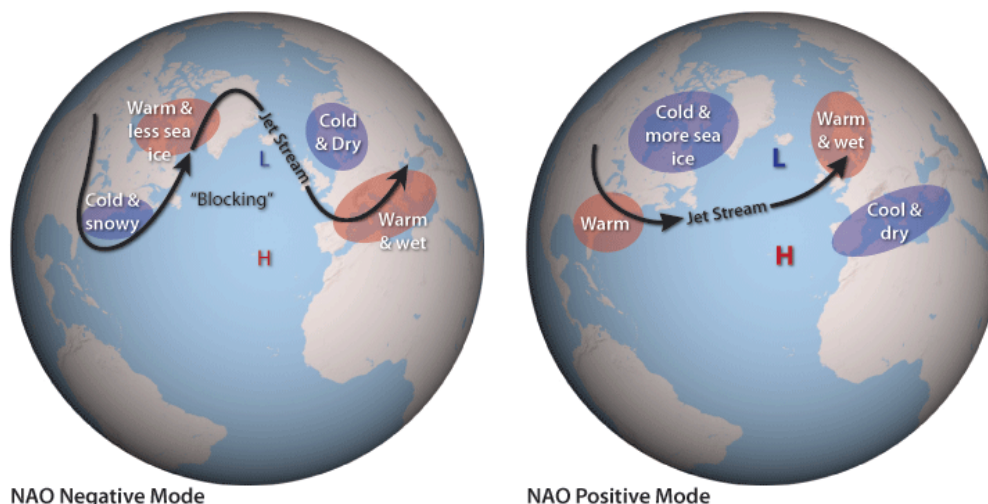 Warm &
less sea
ice
Cold &
snowy
Jet Stream
L
"Blocking"
H
Cold
& Dry
Warm
& wet
NAO Negative Mode
Cold &
more sea
ice
Warm
& wet
L
Warm
Jet Stream
H
Cool &
dry
NAO Positive Mode